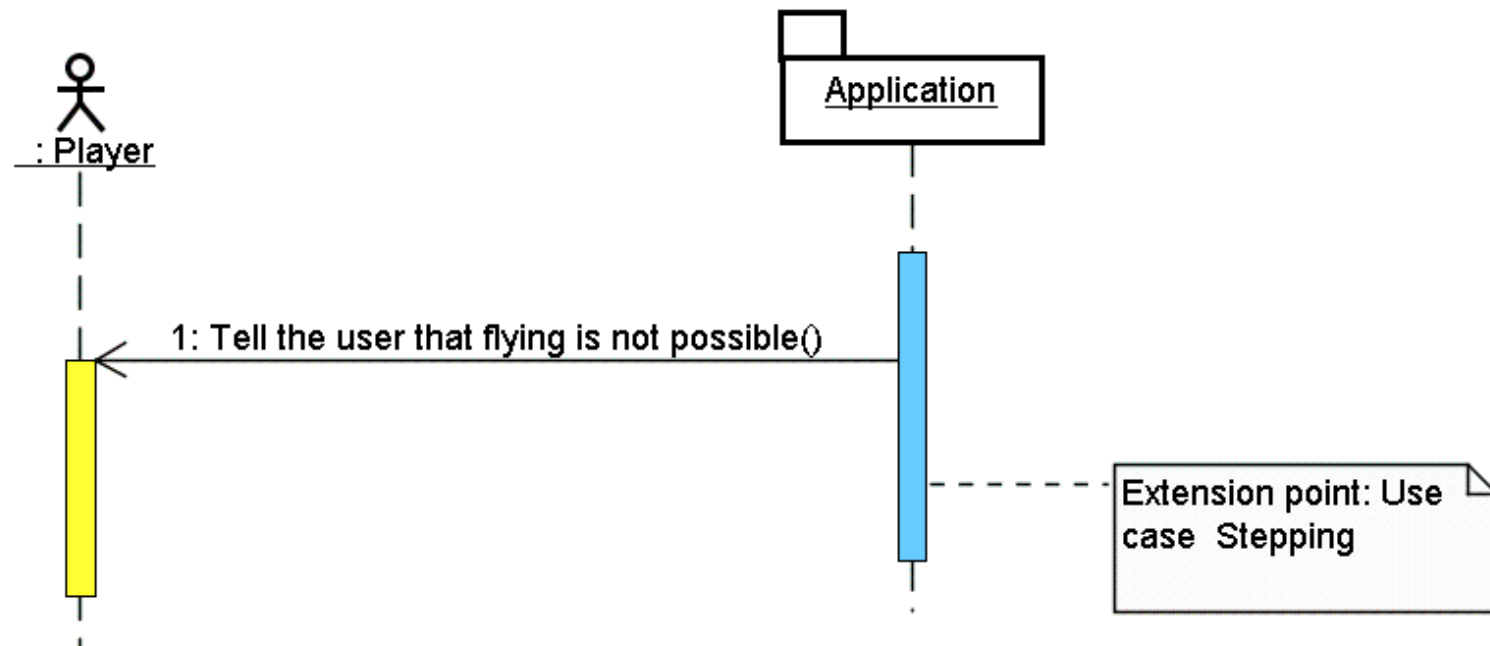 Application
: Player
1: Tell the user that flying is not possible()
Extension point: Use
case Stepping